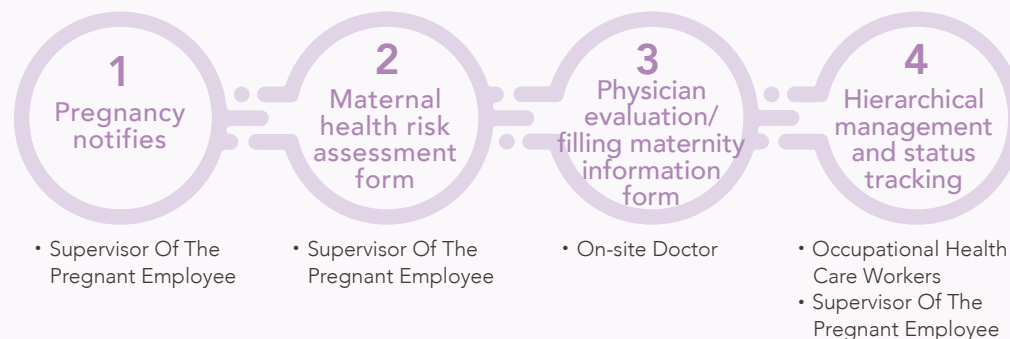 1
Pregnancy
notifies
2
Maternal
health risk
assessment
form
3
Physician
evaluation/
filling maternity
information
form
4
Hierarchical
management
and status
tracking
・Supervisor Of The
Pregnant Employee
・Supervisor Of The
Pregnant Employee
・On-site Doctor
・Occupational Health
Care Workers
・Supervisor Of The
Pregnant Employee